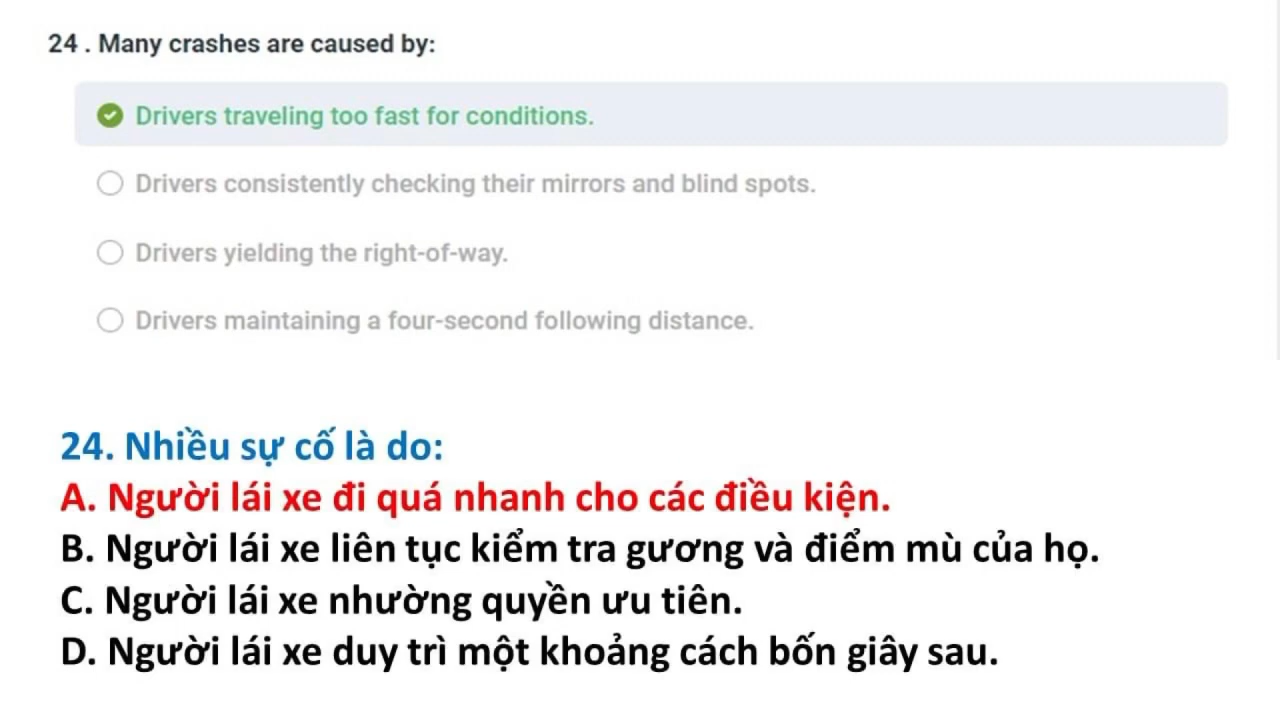 24 . Many crashes are caused by:
Drivers traveling too fast for conditions.
Drivers consistently checking their mirrors and blind spots.
Drivers yielding the right-of-way.
Drivers maintaining a four-second following distance.
24. Nhiều sự cố là do:
A. Người lái xe đi quá nhanh cho các điều kiện.
B. Người lái xe liên tục kiểm tra gương và điểm mù của họ.
C. Người lái xe nhường quyền ưu tiên.
D. Người lái xe duy trì một khoảng cách bốn giây sau.